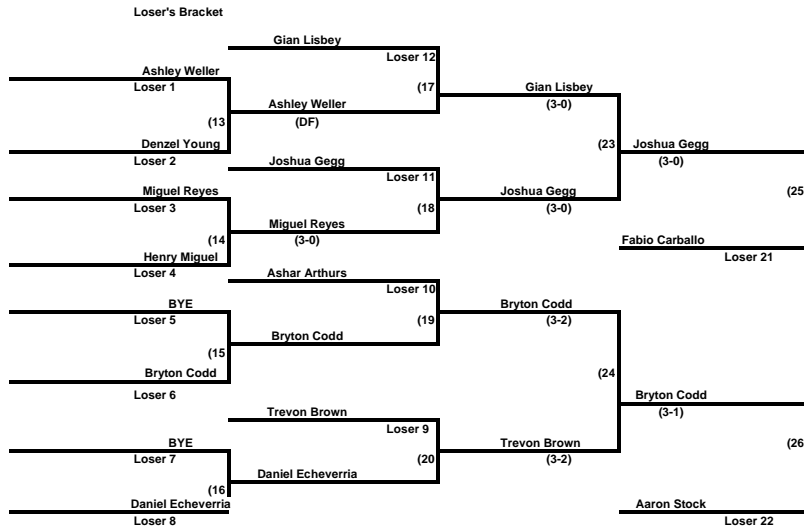 Loser's Bracket
Gian Lisbey
Loser 12
Ashley Weller
Loser 1
(17
Gian Lisbey
(3-0)
Ashley Weller
(13
(DF)
Denzel Young
Loser 2
(23
Joshua Gegg
(3-0)
Joshua Gegg
Loser 11
Miguel Reyes
Loser 3
(18
Joshua Gegg
(3-0)
(25
Miguel Reyes
(14
(3-0)
Henry Miguel
Loser 4
Fabio Carballo
Loser 21
Ashar Arthurs
Loser 10
BYE
Loser 5
(19
Bryton Codd
(3-2)
Bryton Codd
(15
Bryton Codd
Loser 6
(24
Bryton Codd
(3-1)
Trevon Brown
Loser 9
BYE
Loser 7
(20
Trevon Brown
(3-2)
(26
Daniel Echeverria
(16
Daniel Echeverria
Loser 8
Aaron Stock
Loser 22